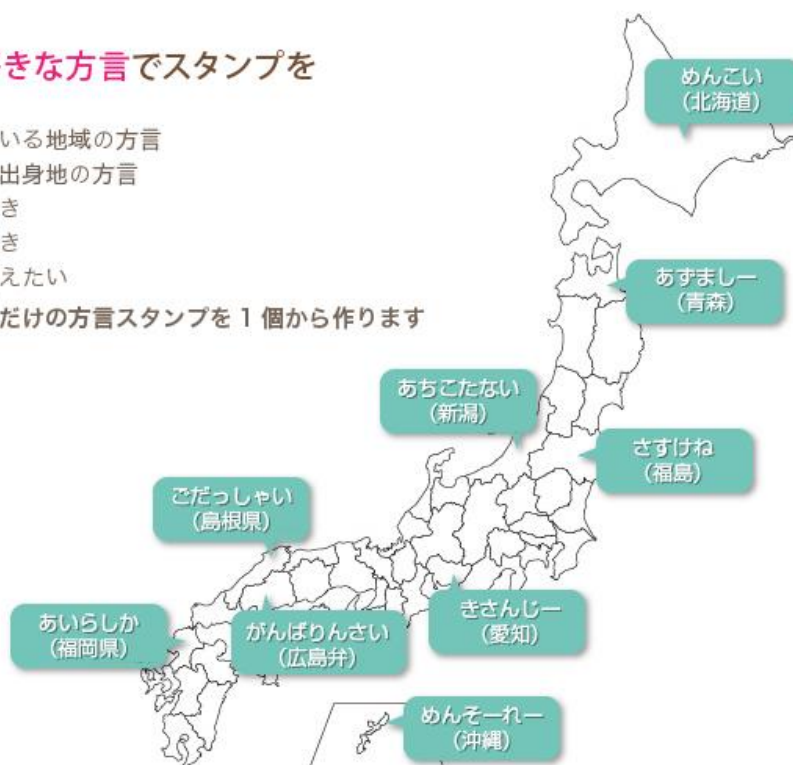 きな方言でスタンプを
いる地域の方言
出身地の方言
き
き
えたい
だけの方言スタンプを1個から作ります
めんこい
（北海道）
あずましー
（青森）
あちこたない
（新潟）
さすけね
（福島）
ごだっしゃい
（島根県）
きさんじー
（愛知）
あいらしか
（福岡県）
がんばりんさい
（広島弁）
めんそーれー
（沖縄）